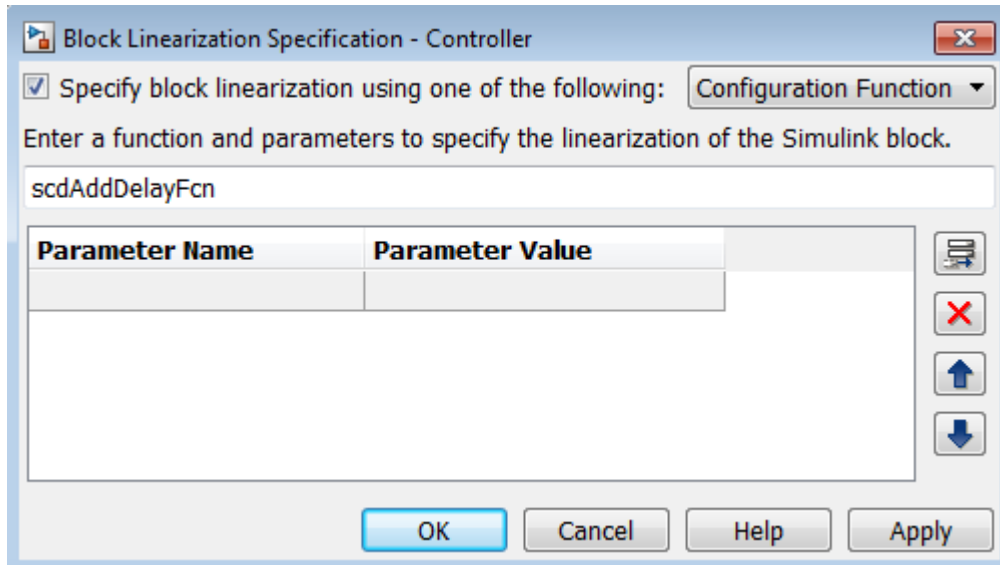 Block Linearization Specification - Controller
Specify block linearization using one of the following: Configuration Function
Enter a function and parameters to specify the linearization of the Simulink block.
scdAddDelayFcn
Parameter Name Parameter Value
OK Cancel Help Apply